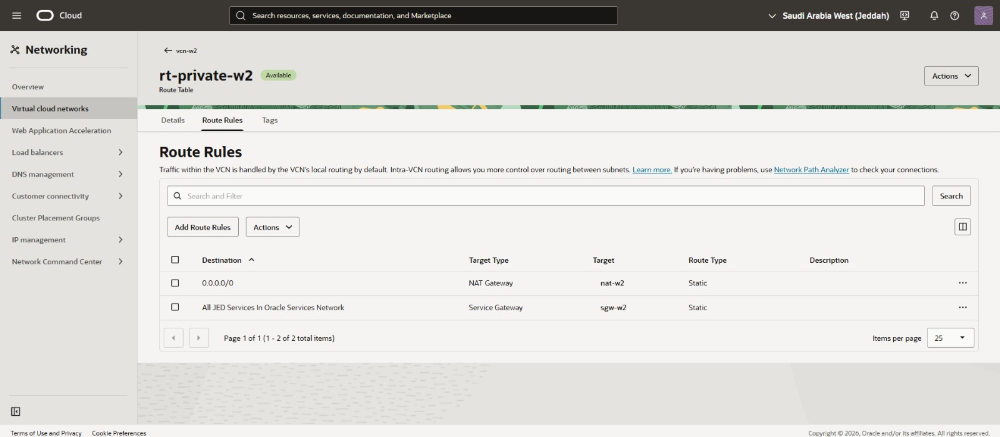 Cloud
Search resources, services, documentation, and Marketplace
Saudi Arabia West (Jeddah)
Networking
Overview
Virtual cloud networks
Web Application Acceleration
Load balancers
DNS management
Customer connectivity
Cluster Placement Groups
IP management
Network Command Center
vcn-w2
rt-private-w2
Available
Route Table
Actions
Details
Route Rules
Tags
Route Rules
Traffic within the VCN is handled by the VCN's local routing by default. Intra-VCN routing allows you more control over routing between subnets. Learn more. If you're having problems, use Network Path Analyzer to check your connections.
Search and Filter
Search
Add Route Rules
Actions
Destination Target Type Target Route Type Description
0.0.0.0/0 NAT Gateway nat-w2 Static
All JED Services In Oracle Services Network Service Gateway sgw-w2 Static
Page 1 of 1 (1 - 2 of 2 total items)
Items per page 25
Terms of Use and Privacy Cookie Preferences
Copyright © 2026, Oracle and/or its affiliates. All rights reserved.